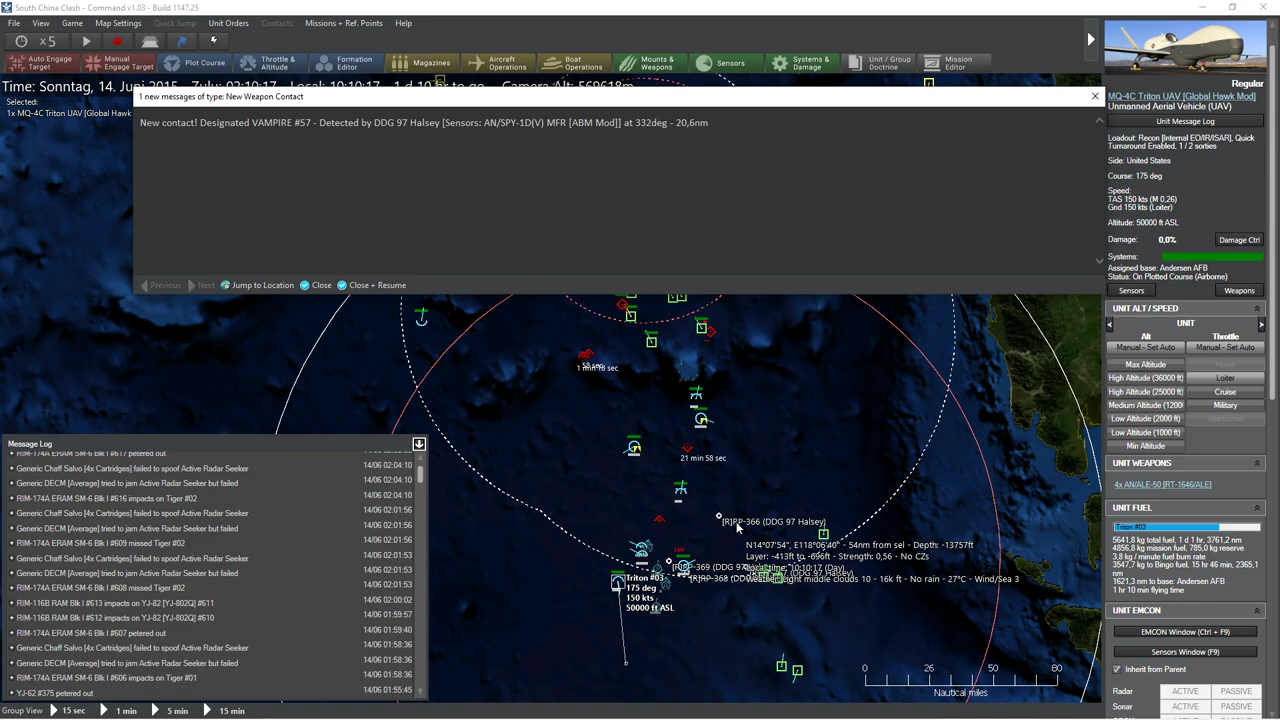 South China Clash - Command v1.03 - Build 1147.25
File View Game Map Settings Quick Jump Unit Orders Contacts Missions + Ref. Points Help
x5
Auto Engage Target
Manual Engage Target
Plot Course
Throttle & Altitude
Formation Editor
Magazines
Aircraft Operations
Boat Operations
Mounts & Weapons
Sensors
Systems & Damage
Unit / Group Doctrine
Mission Editor
Selected:
1x MQ-4C Triton UAV [Global Hawk
1 new messages of type: New Weapon Contact
New contact! Designated VAMPIRE #57 - Detected by DDG 97 Halsey [Sensors: AN/SPY-1D(V) MFR [ABM Mod]] at 332deg - 20,6nm
Previous Next Jump to Location Close Close + Resume
1 min 18 sec
21 min 58 sec
[R]RP-366 (DDG 97 Halsey)
N14°07'54", E118°06'40" - 54nm from sel - Depth: -13757ft
Layer: -413ft to -696ft - Strength: 0,56 - No CZs
Triton #03
175 deg
150 kts
50000 ft ASL
0 26 50 80
Nautical miles
Message Log
RIM-174A ERAM SM-6 Blk I #617 petered out
Generic Chaff Salvo [4x Cartridges] failed to spoof Active Radar Seeker 14/06 02:04:10
Generic DECM [Average] tried to jam Active Radar Seeker but failed 14/06 02:04:10
RIM-174A ERAM SM-6 Blk I #616 impacts on Tiger #02 14/06 02:04:10
Generic Chaff Salvo [4x Cartridges] failed to spoof Active Radar Seeker 14/06 02:01:56
Generic DECM [Average] tried to jam Active Radar Seeker but failed 14/06 02:01:56
RIM-174A ERAM SM-6 Blk I #609 missed Tiger #02 14/06 02:01:56
Generic Chaff Salvo [4x Cartridges] failed to spoof Active Radar Seeker 14/06 02:01:53
Generic DECM [Average] tried to jam Active Radar Seeker but failed 14/06 02:01:53
RIM-174A ERAM SM-6 Blk I #608 missed Tiger #02 14/06 02:01:53
RIM-116B RAM Blk I #613 impacts on YJ-82 [YJ-802Q] #611 14/06 02:00:02
RIM-116B RAM Blk I #612 impacts on YJ-82 [YJ-802Q] #610 14/06 01:59:57
RIM-174A ERAM SM-6 Blk I #607 petered out 14/06 01:59:40
Generic Chaff Salvo [4x Cartridges] failed to spoof Active Radar Seeker 14/06 01:58:36
Generic DECM [Average] tried to jam Active Radar Seeker but failed 14/06 01:58:36
RIM-174A ERAM SM-6 Blk I #606 impacts on Tiger #01 14/06 01:58:36
YJ-62 #375 petered out 14/06 01:55:45
Group View 15 sec 1 min 5 min 15 min
Regular
MQ-4C Triton UAV [Global Hawk Mod]
Unmanned Aerial Vehicle (UAV)
Unit Message Log
Loadout: Recon [Internal EO/IR/ISAR], Quick
Turnaround Enabled, 1 / 2 sorties
Side: United States
Course: 175 deg
Speed:
TAS 150 kts (M 0,26)
Gnd 150 kts (Loiter)
Altitude: 50000 ft ASL
Damage: 0,0% Damage Ctrl
Systems:
Assigned base: Andersen AFB
Status: On Plotted Course (Airborne)
Sensors Weapons
UNIT ALT / SPEED
UNIT
Alt Throttle
Manual - Set Auto Manual - Set Auto
Max Altitude
High Altitude (36000 ft) Loiter
High Altitude (25000 ft) Cruise
Medium Altitude (1200 Military
Low Altitude (2000 ft)
Low Altitude (1000 ft)
Min Altitude
UNIT WEAPONS
4x AN/ALE-50 [RT-1646/ALE]
UNIT FUEL
Triton #03
5641,8 kg total fuel, 1 d 1 hr, 3761,2 nm
4856,8 kg mission fuel, 785,0 kg reserve
3,8 kg / minute fuel burn rate
3547,7 kg to Bingo fuel, 15 hr 46 min, 2365,1
nm
1621,3 nm to base: Andersen AFB
1 hr 10 min flying time
UNIT EMCON
EMCON Window (Ctrl + F9)
Sensors Window (F9)
Inherit from Parent
Radar ACTIVE PASSIVE
Sonar ACTIVE PASSIVE